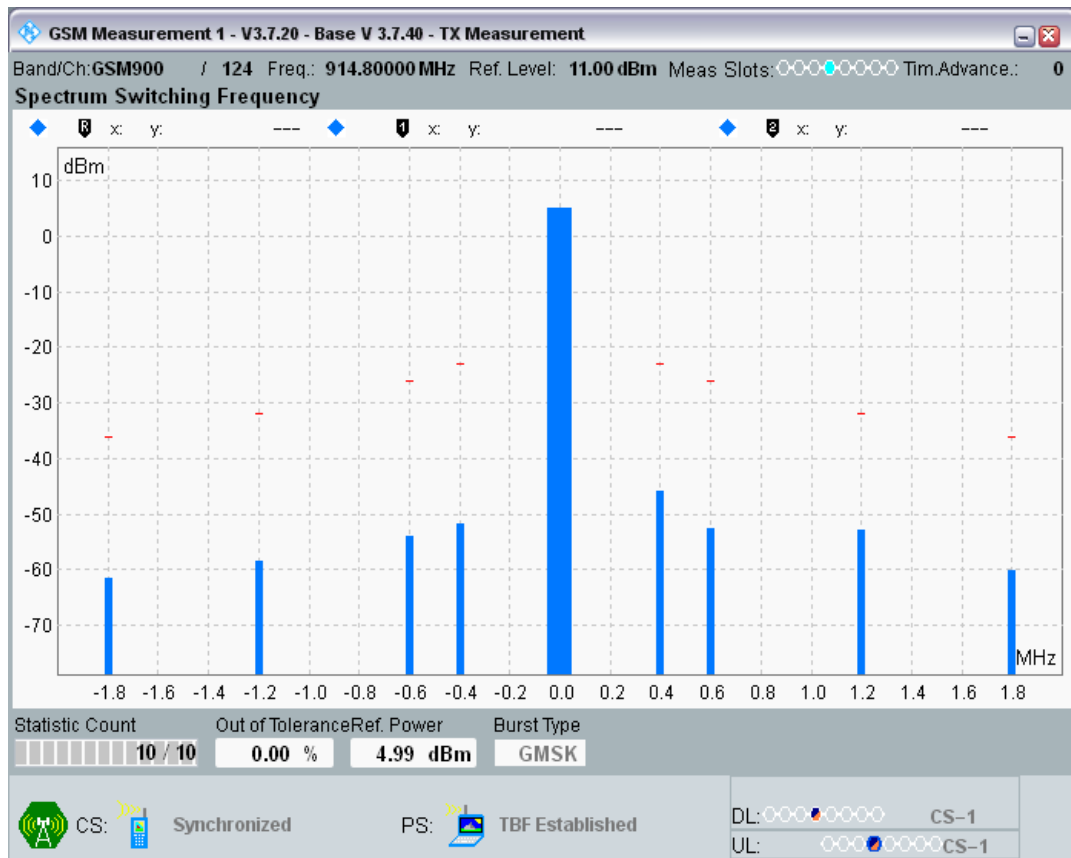 GSM Measurement 1 - V3.7.20 - Base V 3.7.40 - TX Measurement
Band/Ch:GSM900 / 124 Freq.: 914.80000 MHz Ref. Level: 11.00 dBm Meas Slots: Tim.Advance.: 0
Spectrum Switching Frequency
R x: y: --- 1 x: y: --- 2 x: y: ---
dBm
10
0
-10
-20
-30
-40
-50
-60
-70
MHz
-1.8 -1.6 -1.4 -1.2 -1.0 -0.8 -0.6 -0.4 -0.2 0.0 0.2 0.4 0.6 0.8 1.0 1.2 1.4 1.6 1.8
Statistic Count Out of Tolerance Ref. Power Burst Type
10 / 10 0.00 % 4.99 dBm GMSK
CS: Synchronized PS: TBF Established DL: CS-1
UL: CS-1